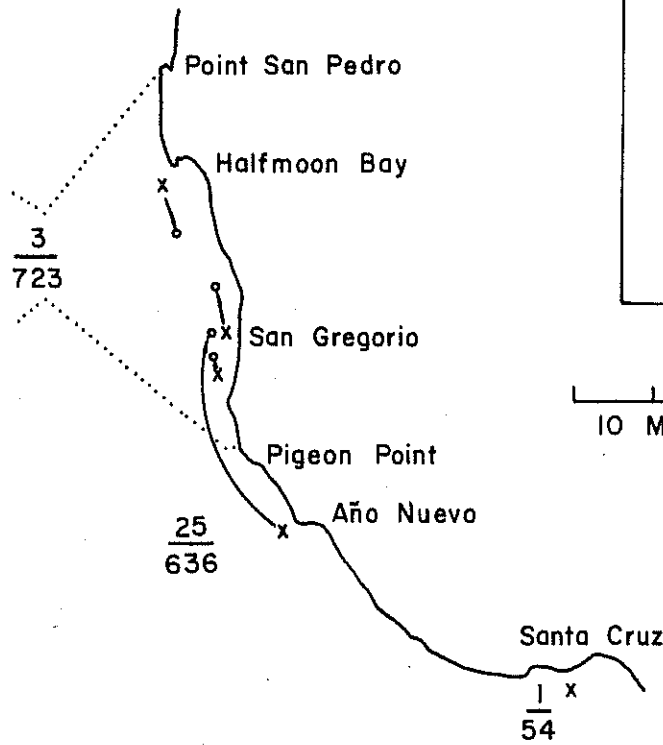 Point San Pedro
Halfmoon Bay
3
723
San Gregorio
10 M
Pigeon Point
Año Nuevo
25
636
Santa Cruz
1
54